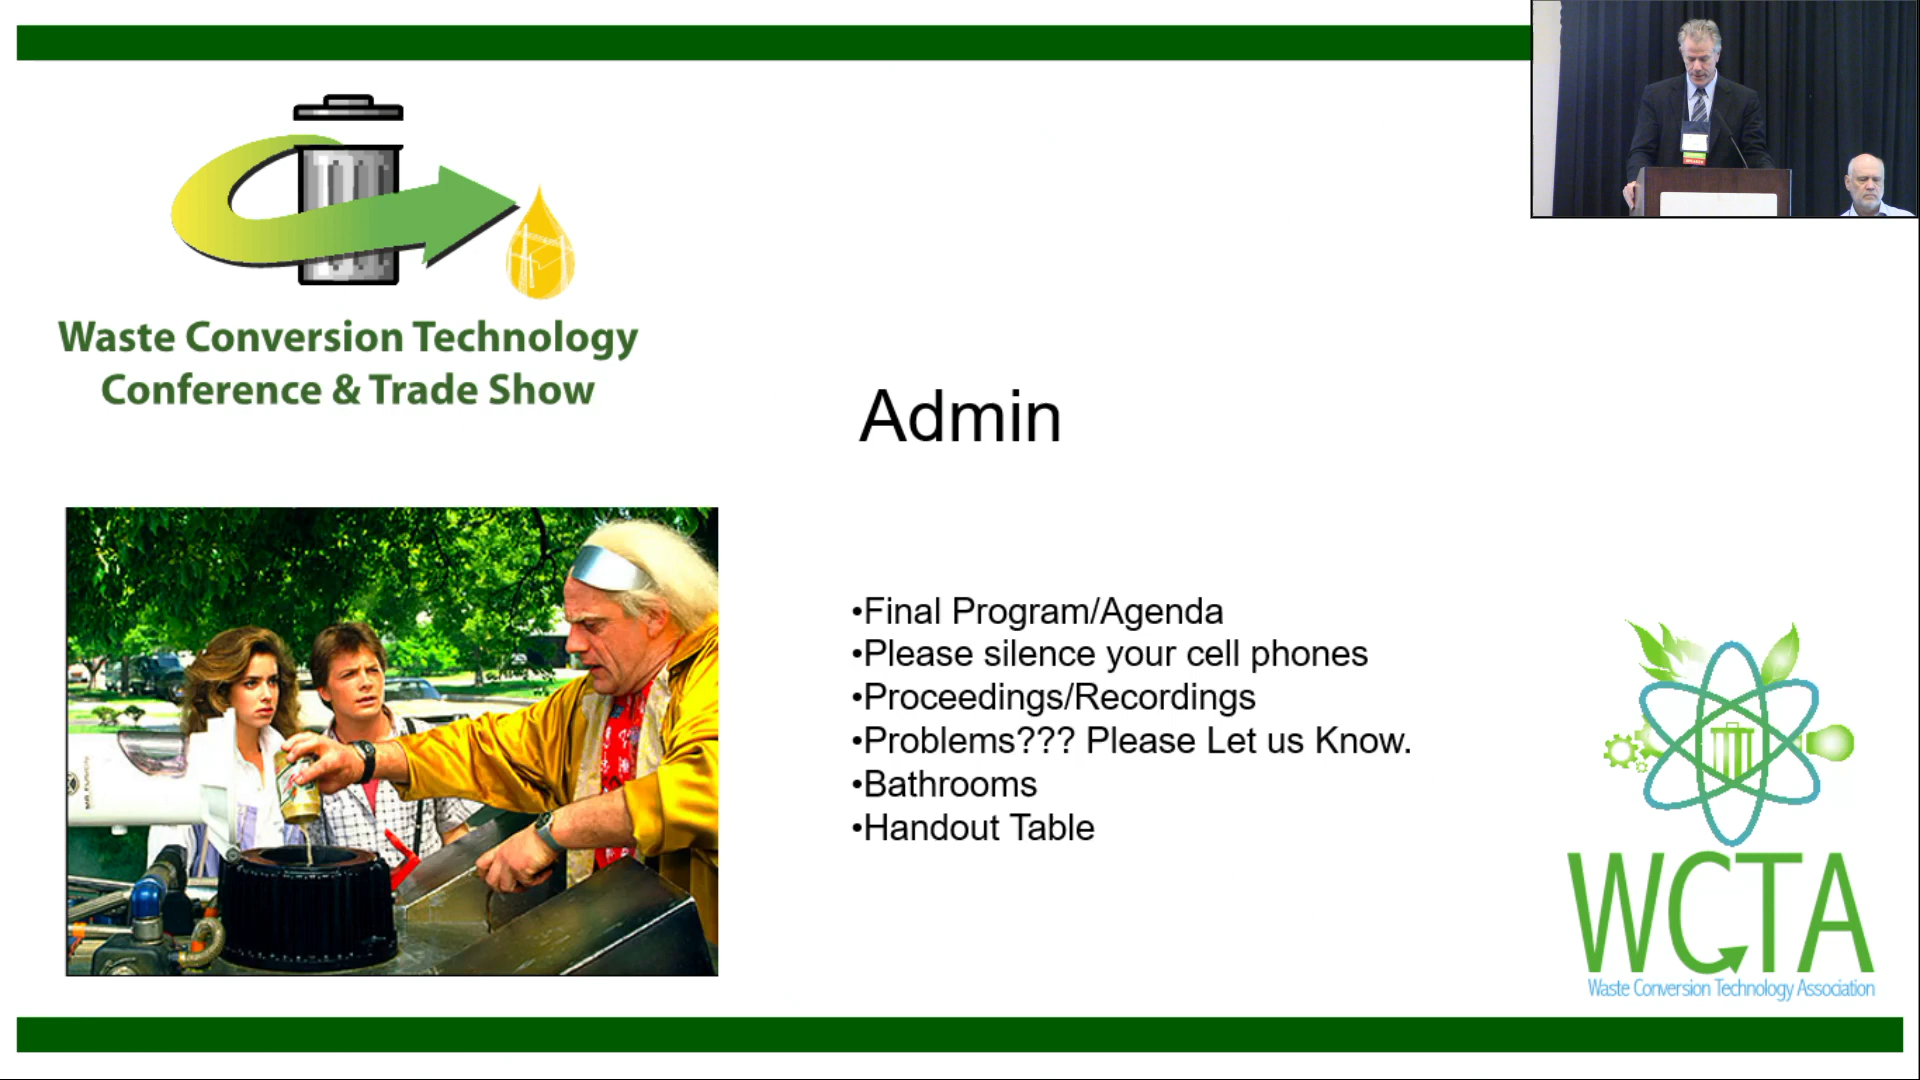 Waste Conversion Technology
Conference & Trade Show
Admin
•Final Program/Agenda
•Please silence your cell phones
•Proceedings/Recordings
•Problems??? Please Let us Know.
•Bathrooms
•Handout Table
WCTA
Waste Conversion Technology Association